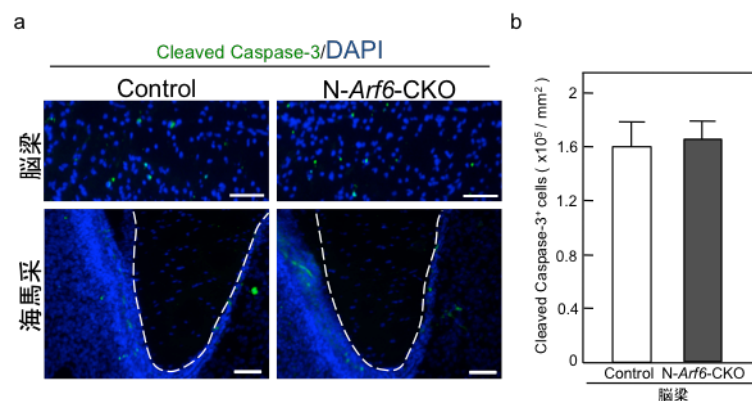 a
Cleaved Caspase-3/DAPI
Control
N-Arf6-CKO
脳梁
海馬采
b
Cleaved Caspase-3⁺ cells ( x10⁵ / mm²)
2
1.6
1.2
0.8
0.4
0
Control
N-Arf6-CKO
脳梁